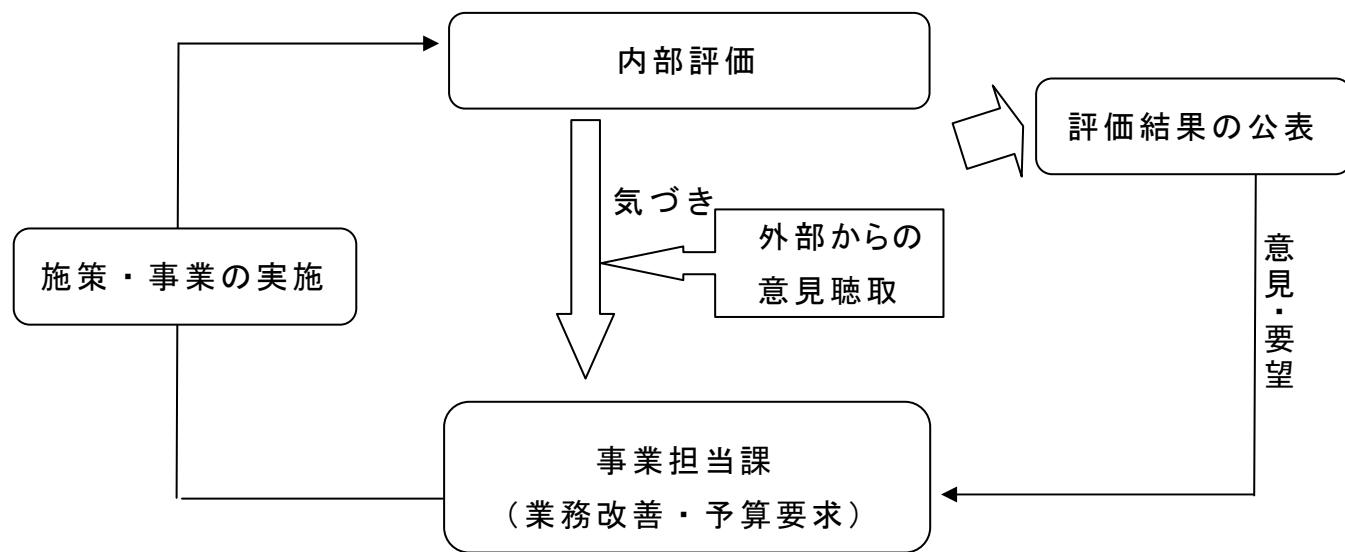 内部評価
評価結果の公表
気づき
外部からの
意見聴取
意見・要望
施策・事業の実施
事業担当課
（業務改善・予算要求）